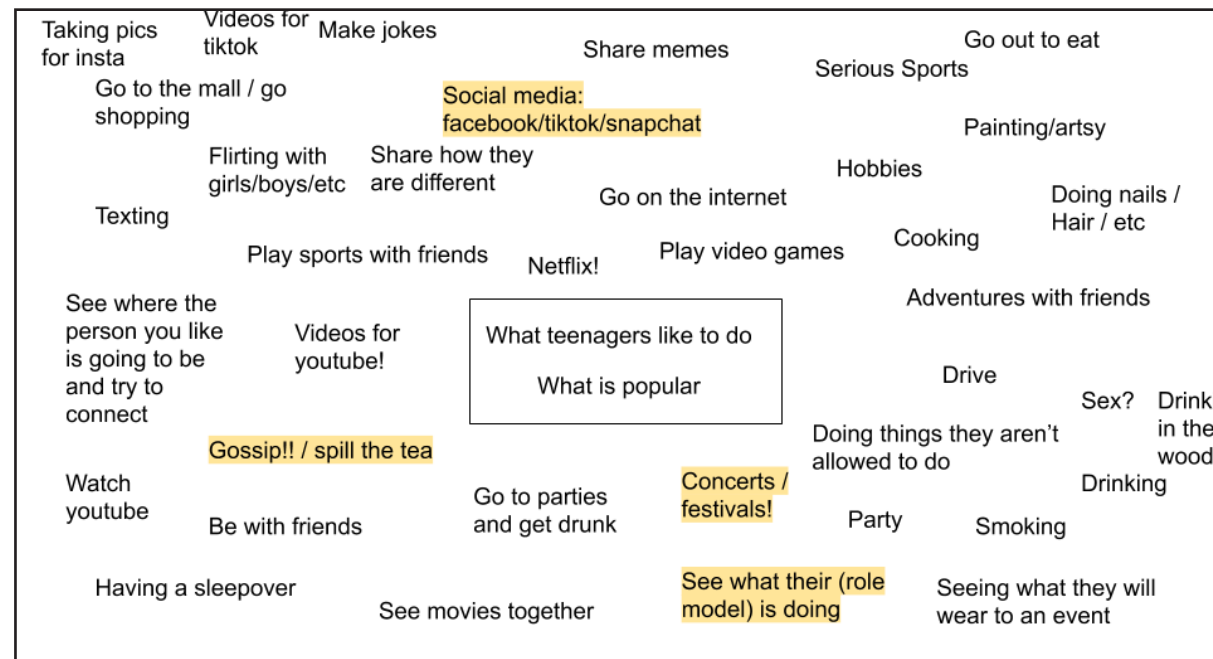 Taking pics
for insta
Videos for
tiktok
Make jokes
Share memes
Go out to eat
Serious Sports
Go to the mall / go
shopping
Social media:
facebook/tiktok/snapchat
Painting/artsy
Flirting with
girls/boys/etc
Share how they
are different
Hobbies
Go on the internet
Doing nails /
Hair / etc
Texting
Cooking
Play sports with friends
Netflix!
Play video games
Adventures with friends
See where the
person you like
is going to be
and try to
connect
Videos for
youtube!
What teenagers like to do
What is popular
Drive
Sex?
Drink
in the
wood
Doing things they aren't
allowed to do
Gossip!! / spill the tea
Watch
youtube
Concerts /
festivals!
Drinking
Go to parties
and get drunk
Be with friends
Party
Smoking
Having a sleepover
See movies together
See what their (role
model) is doing
Seeing what they will
wear to an event